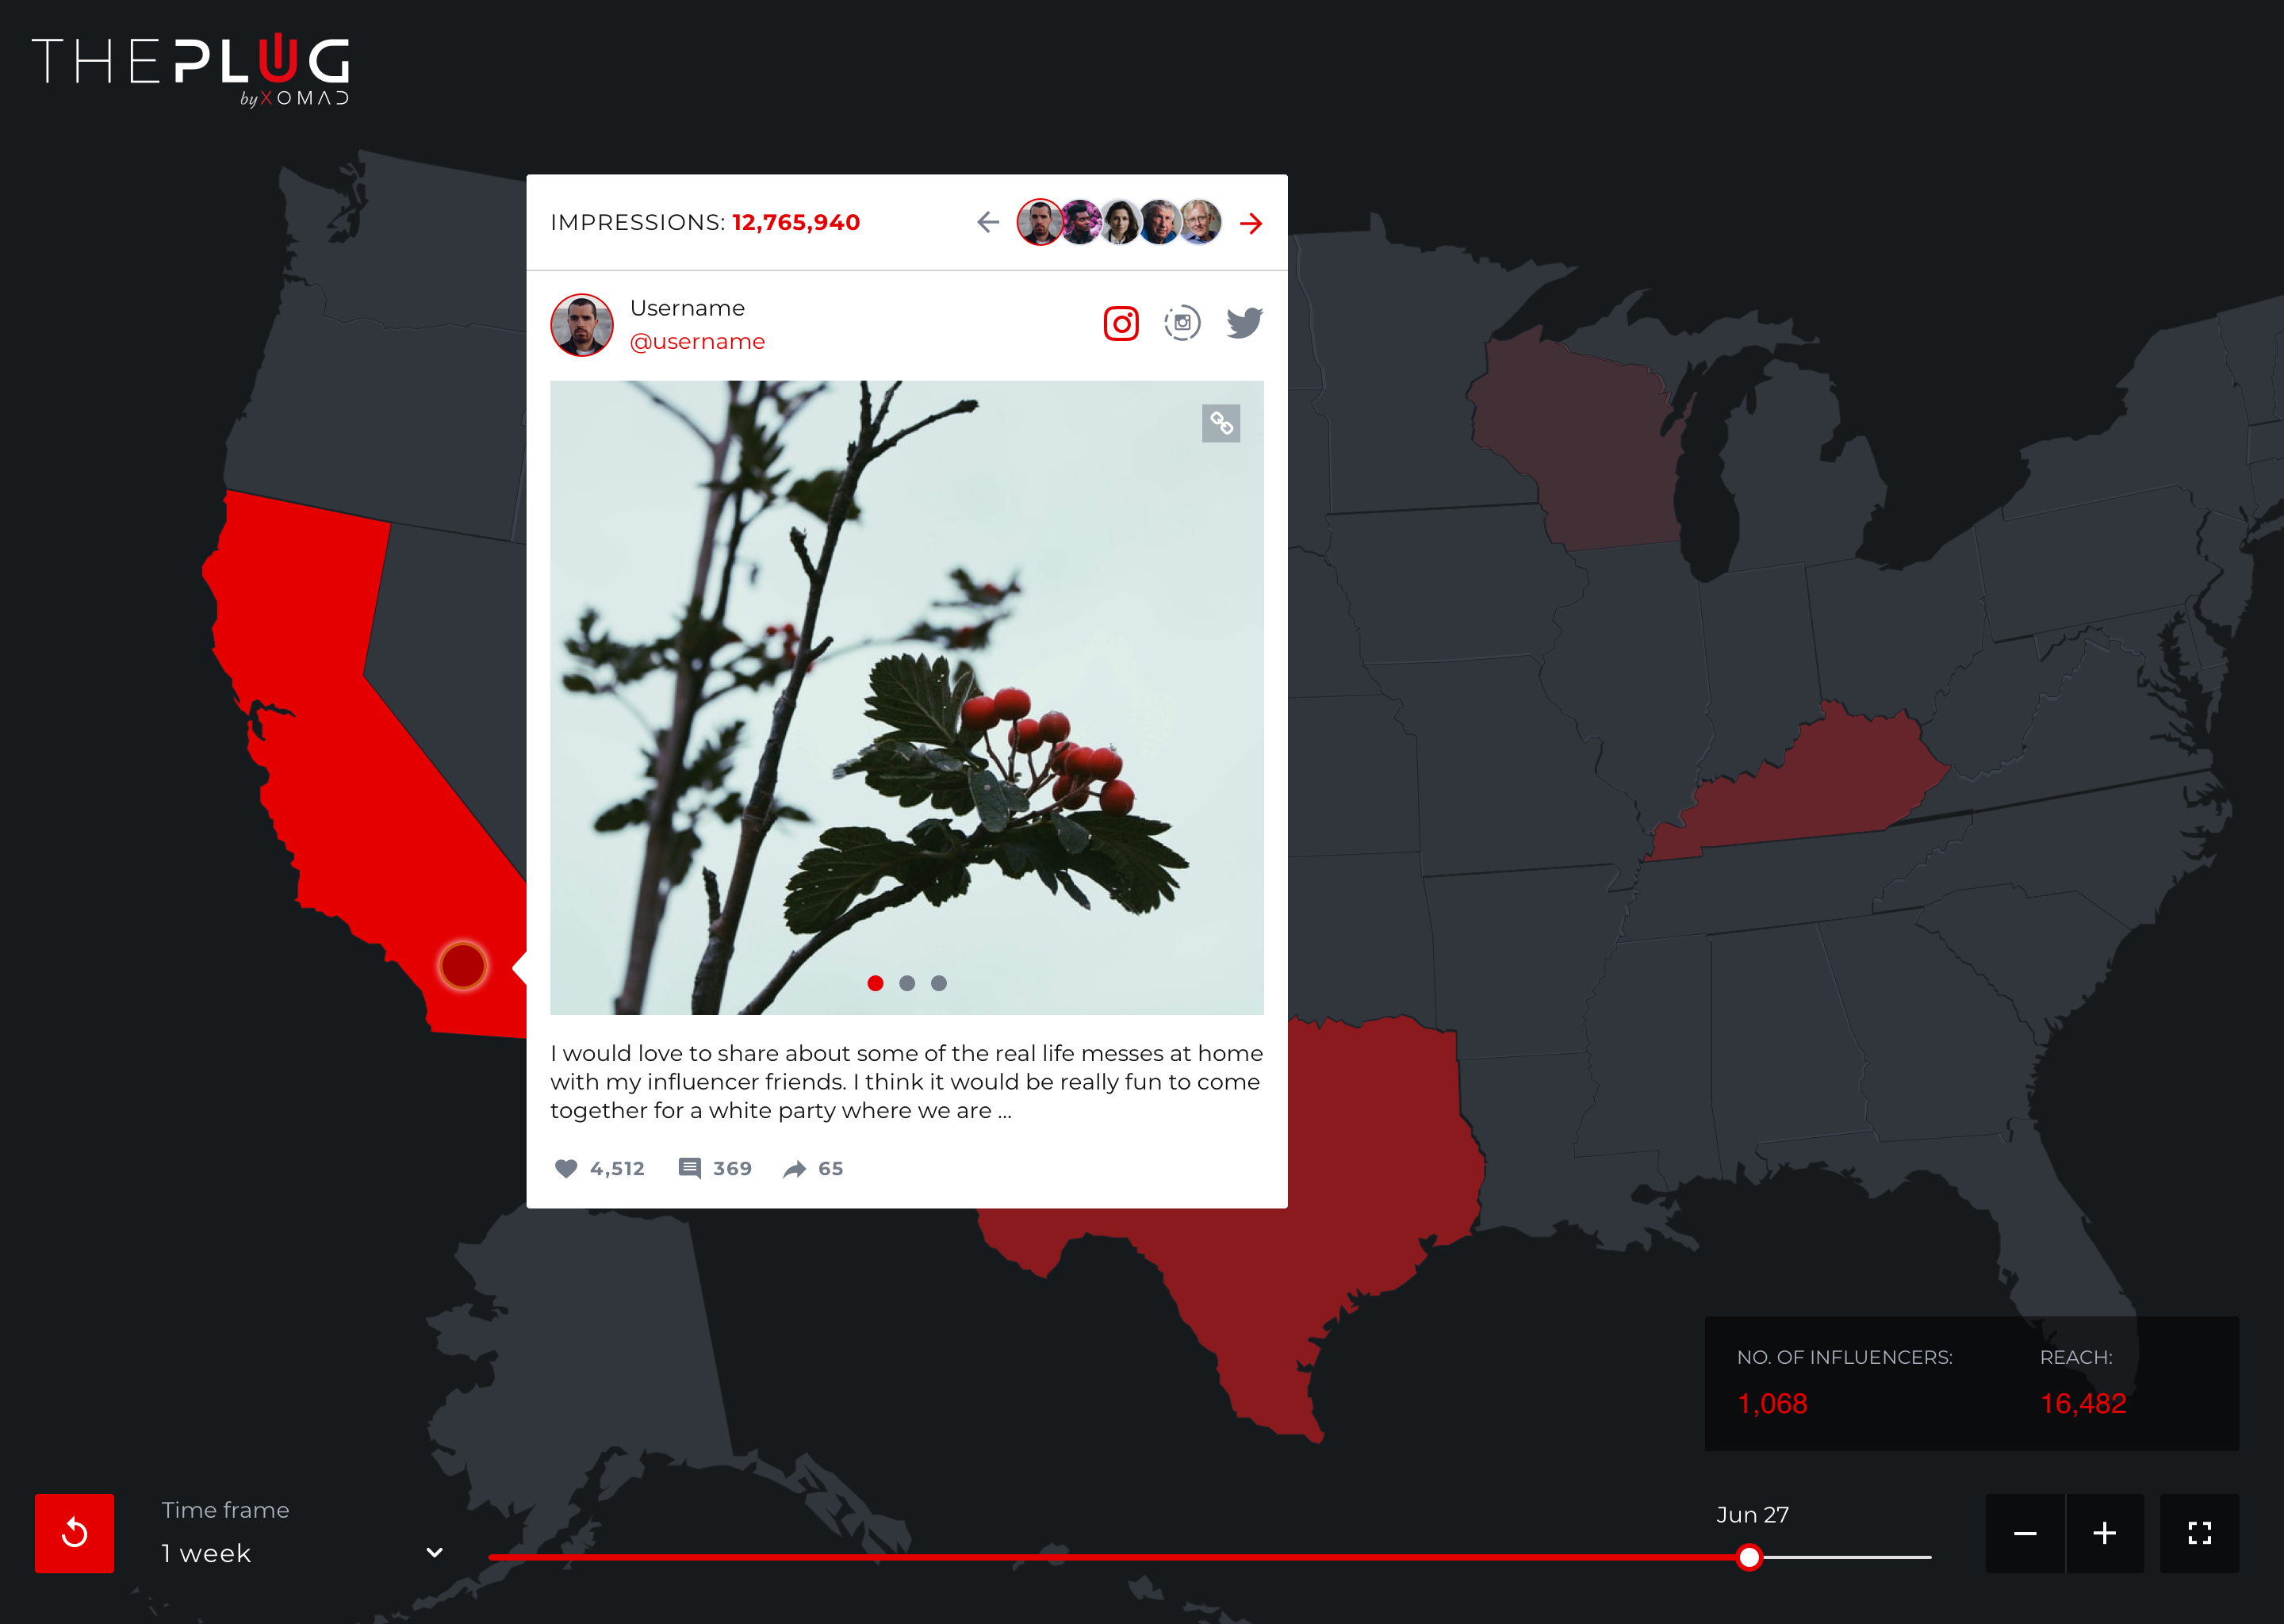 THEPLUG
by XOMAD
IMPRESSIONS: 12,765,940
Username
@username
I would love to share about some of the real life messes at home
with my influencer friends. I think it would be really fun to come
together for a white party where we are ...
4,512 369 65
NO. OF INFLUENCERS: REACH:
1,068 16,482
Time frame
1 week
Jun 27